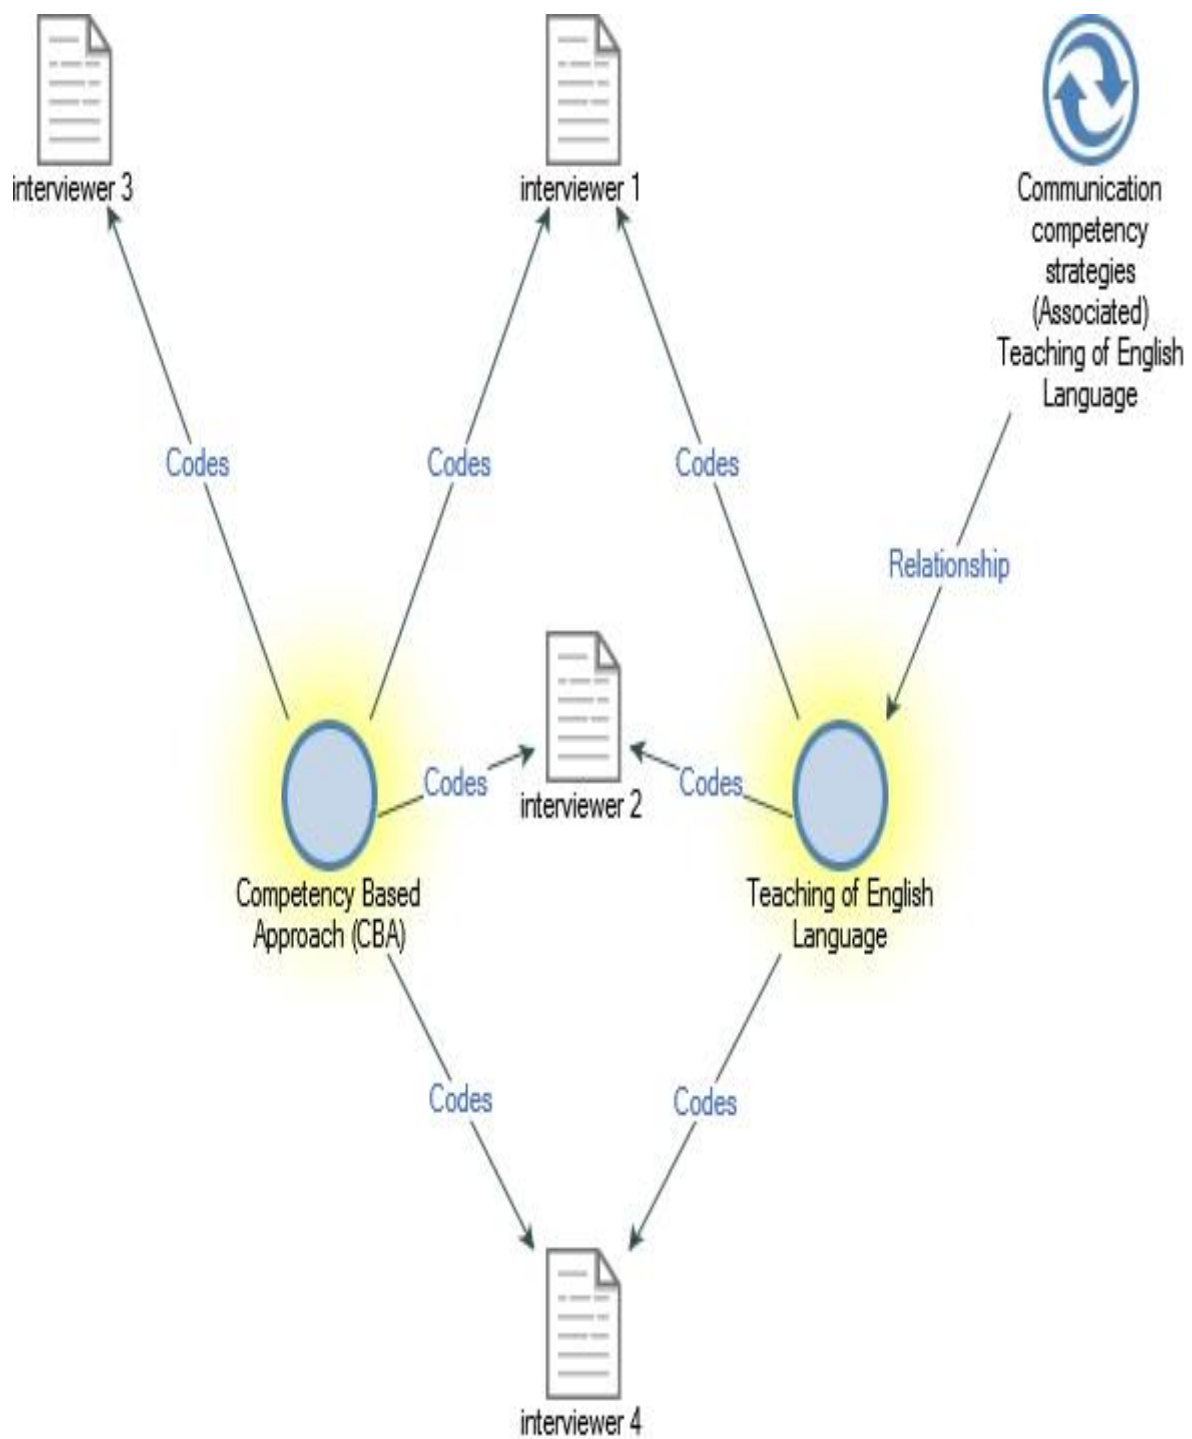 interviewer 3
interviewer 1
Communication
competency
strategies
(Associated)
Teaching of English
Language
Codes
Codes
Codes
Relationship
Codes
Codes
interviewer 2
Competency Based
Approach (CBA)
Teaching of English
Language
Codes
Codes
interviewer 4